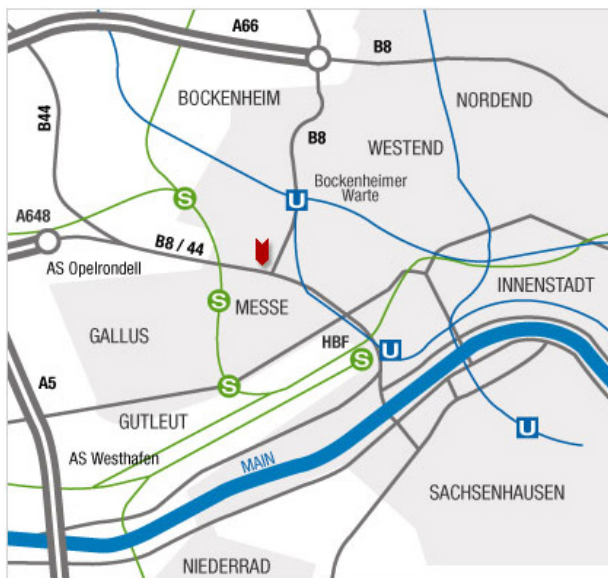 A66
B8
BOCKENHEIM
NORDEND
B44
B8
WESTEND
U
Bockenheimer
Warte
S
A648
B8 / 44
AS Opelrondell
INNENSTADT
S
MESSE
GALLUS
HBF
U
S
A5
S
GUTLEUT
U
AS Westhafen
MAIN
SACHSENHAUSEN
NIEDERRAD